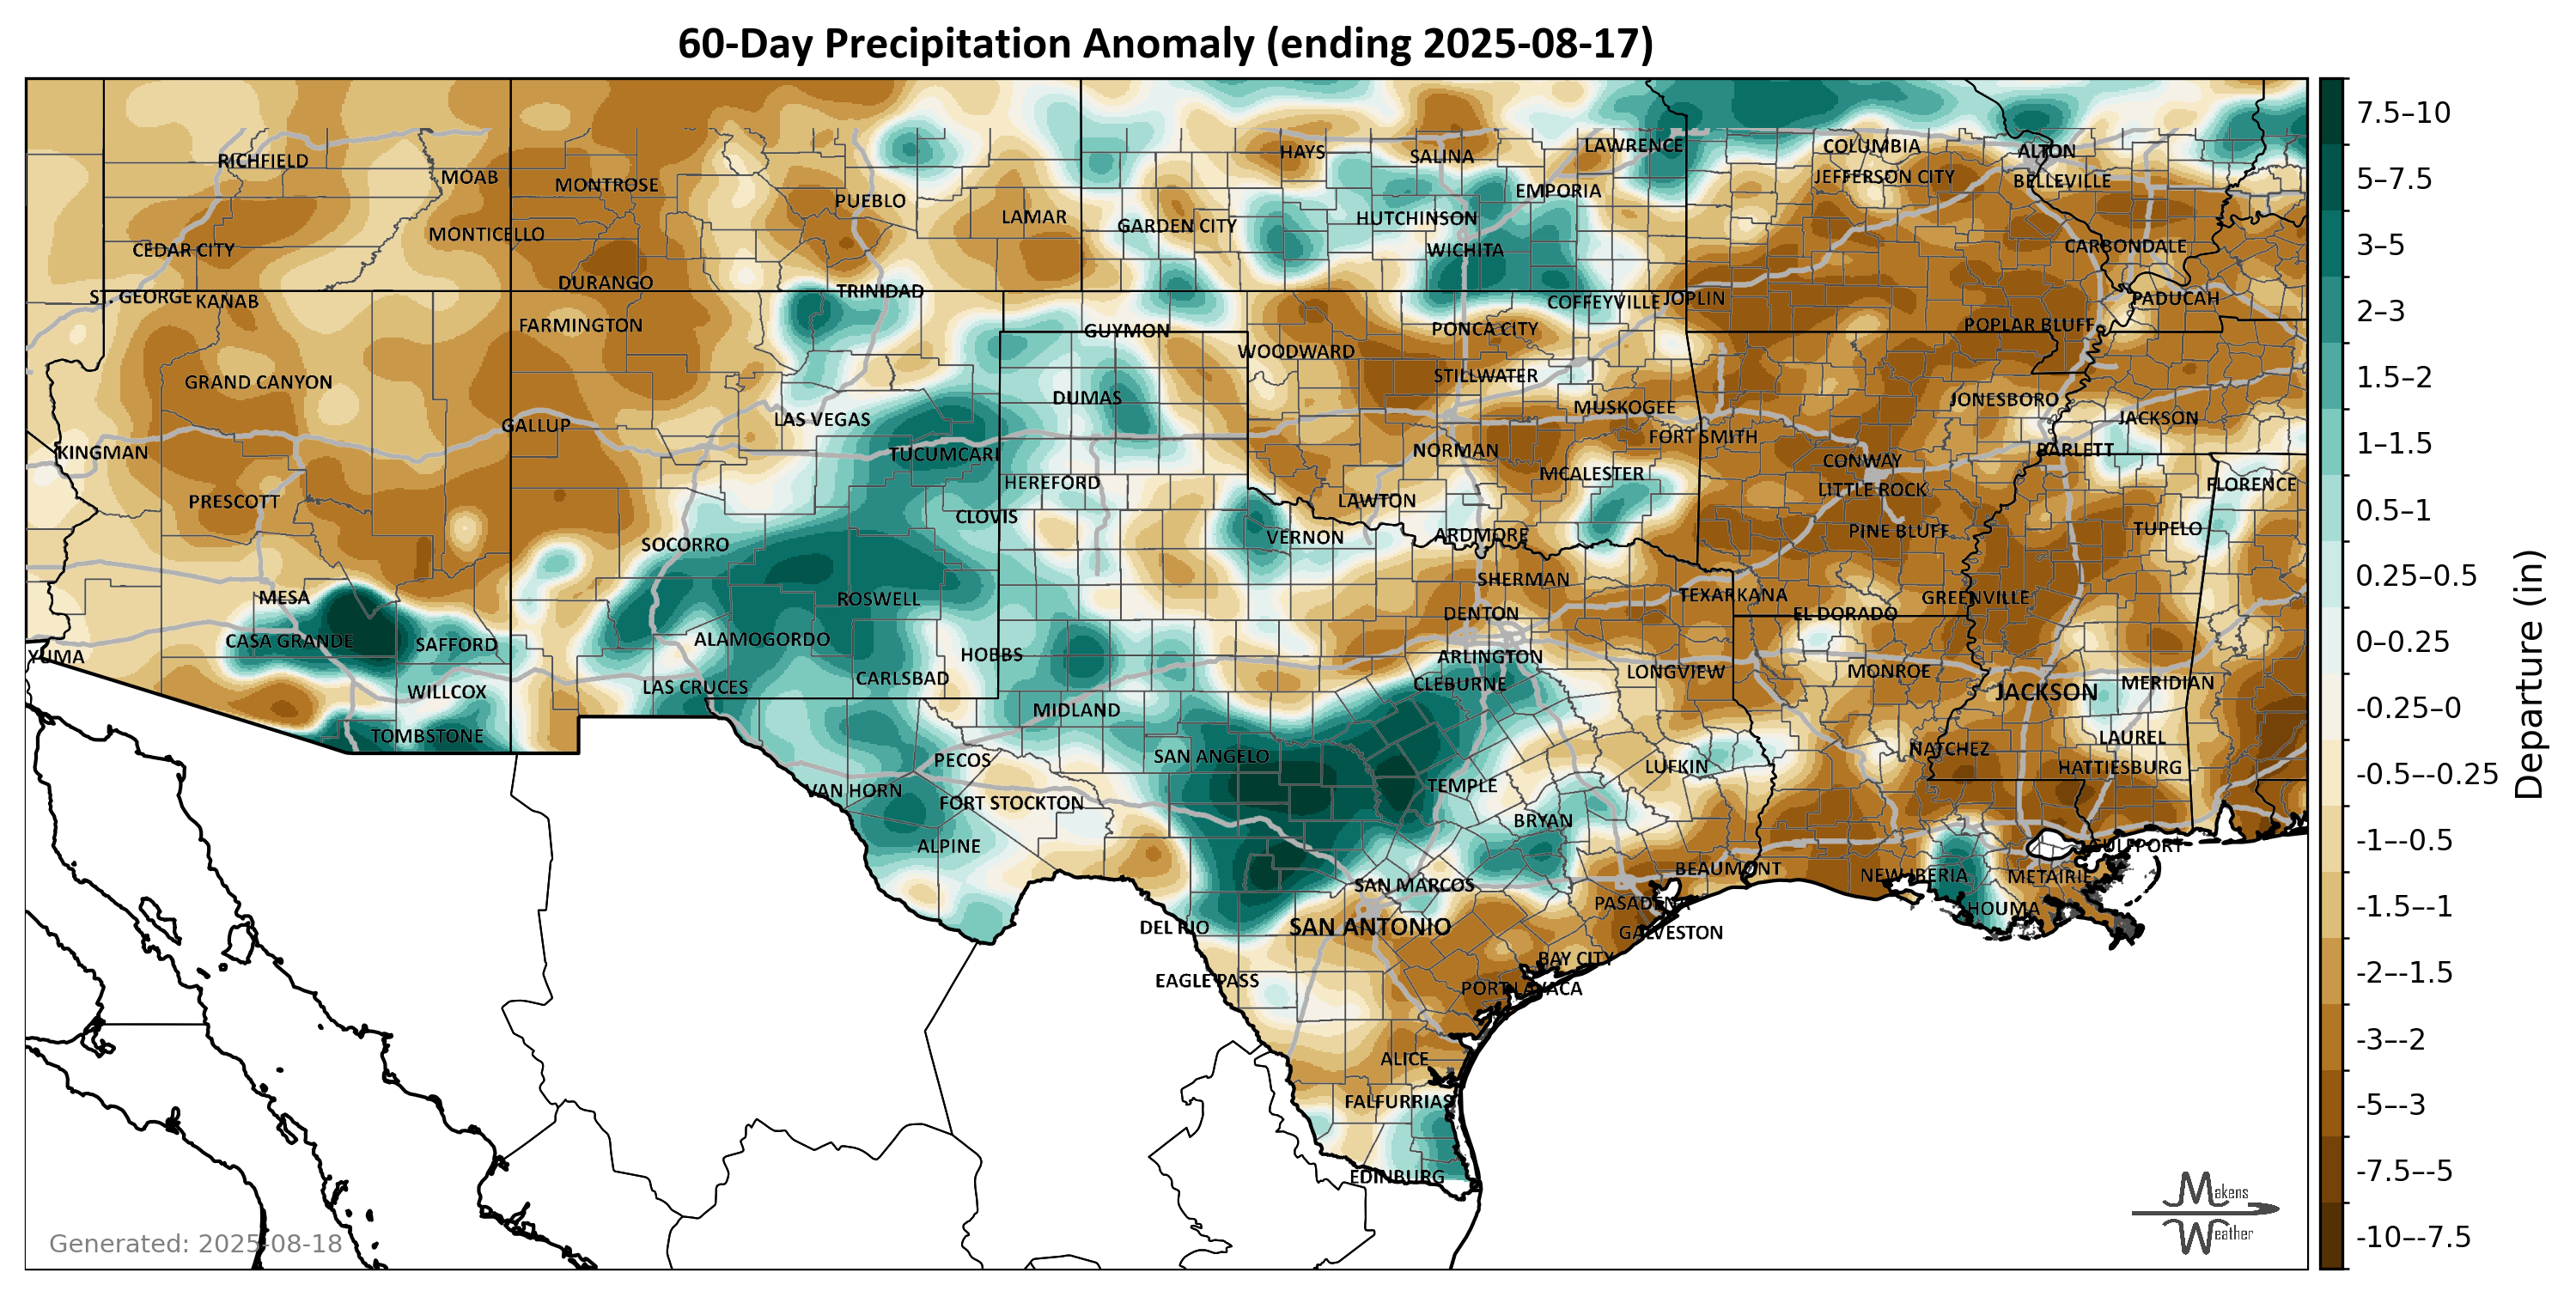 60-Day Precipitation Anomaly (ending 2025-08-17)
RICHFIELD
MOAB
MONTROSE
PUEBLO
LAMAR
HAYS
SALINA
LAWRENCE
COLUMBIA
ALTON
JEFFERSON CITY
BELLEVILLE
EMPORIA
GARDEN CITY
HUTCHINSON
MONTICELLO
CEDAR CITY
WICHITA
CARBONDALE
DURANGO
TRINIDAD
ST. GEORGE
KANAB
COFFEYVILLE
JOPLIN
PADUCAH
FARMINGTON
GUYMON
PONCA CITY
POPLAR BLUFF
WOODWARD
STILLWATER
GRAND CANYON
DUMAS
MUSKOGEE
JONESBORO
JACKSON
GALLUP
LAS VEGAS
FORT SMITH
KINGMAN
TUCUMCARI
NORMAN
BARLETT
CONWAY
MCALESTER
HEREFORD
LITTLE ROCK
FLORENCE
PRESCOTT
LAWTON
CLOVIS
VERNON
ARDMORE
PINE BLUFF
TUPELO
SOCORRO
SHERMAN
MESA
ROSWELL
TEXARKANA
GREENVILLE
DENTON
EL DORADO
CASA GRANDE
SAFFORD
ALAMOGORDO
YUMA
HOBBS
ARLINGTON
CARLSBAD
LONGVIEW
MONROE
CLEBURNE
MERIDIAN
WILLCOX
LAS CRUCES
JACKSON
MIDLAND
TOMBSTONE
LAUREL
NATCHEZ
SAN ANGELO
PECOS
LUFKIN
HATTIESBURG
TEMPLE
VAN HORN
FORT STOCKTON
BRYAN
ALPINE
GULFPORT
BEAUMONT
NEW IBERIA
METAIRIE
SAN MARCOS
PASADENA
HOUMA
DEL RIO
SAN ANTONIO
GALVESTON
BAY CITY
EAGLE PASS
PORT LAVACA
ALICE
FALFURRIAS
EDINBURG
Generated: 2025-08-18
Makens
Weather
7.5–10
5–7.5
3–5
2–3
1.5–2
1–1.5
0.5–1
0.25–0.5
0–0.25
-0.25–0
-0.5–-0.25
-1–-0.5
-1.5–-1
-2–-1.5
-3–-2
-5–-3
-7.5–-5
-10–-7.5
Departure (in)